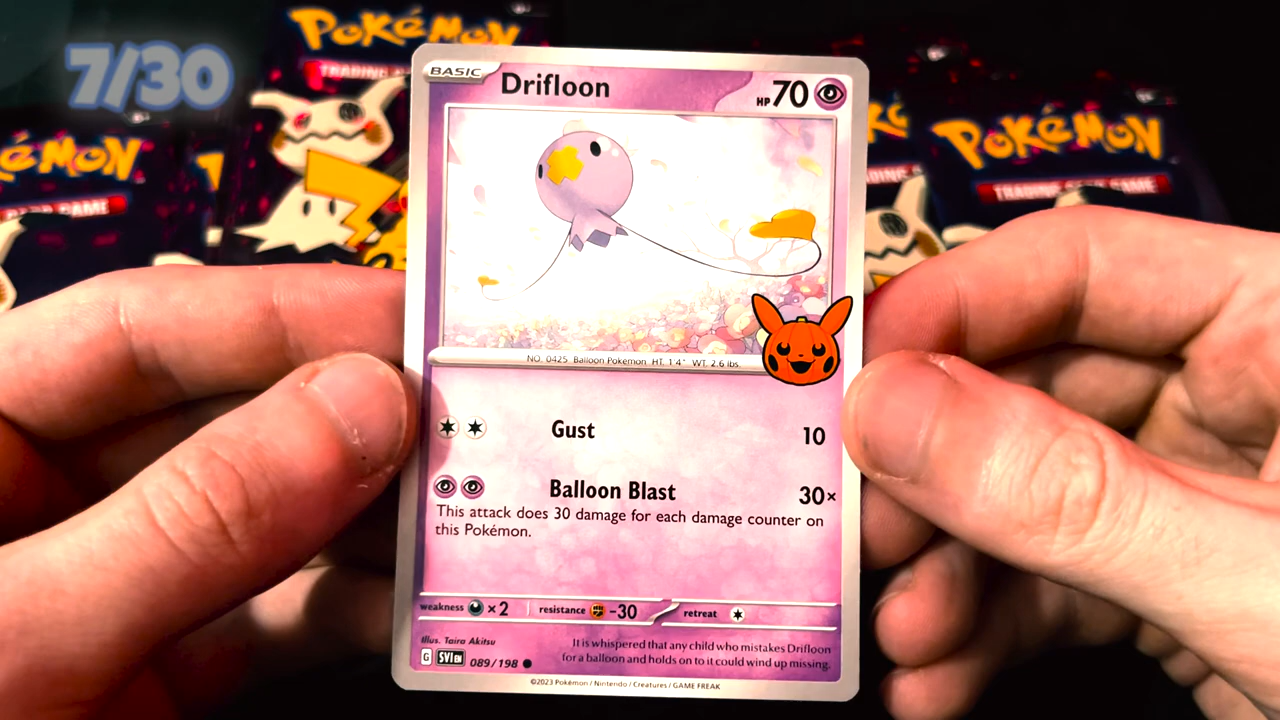 7/30
POKÉMON
TRADING
ÉMON
CARD GAME
POKÉMON
TRADING CARD GAME
BASIC
Drifloon
HP 70
NO. 0425 Balloon Pokémon HT. 1'4" WT. 2.6 lbs.
Gust 10
Balloon Blast 30×
This attack does 30 damage for each damage counter on
this Pokémon.
weakness ×2 resistance -30 retreat
Illus. Taira Akitsu
It is whispered that any child who mistakes Drifloon
for a balloon and holds on to it could wind up missing.
G SVI EN 089/198
©2023 Pokémon / Nintendo / Creatures / GAME FREAK